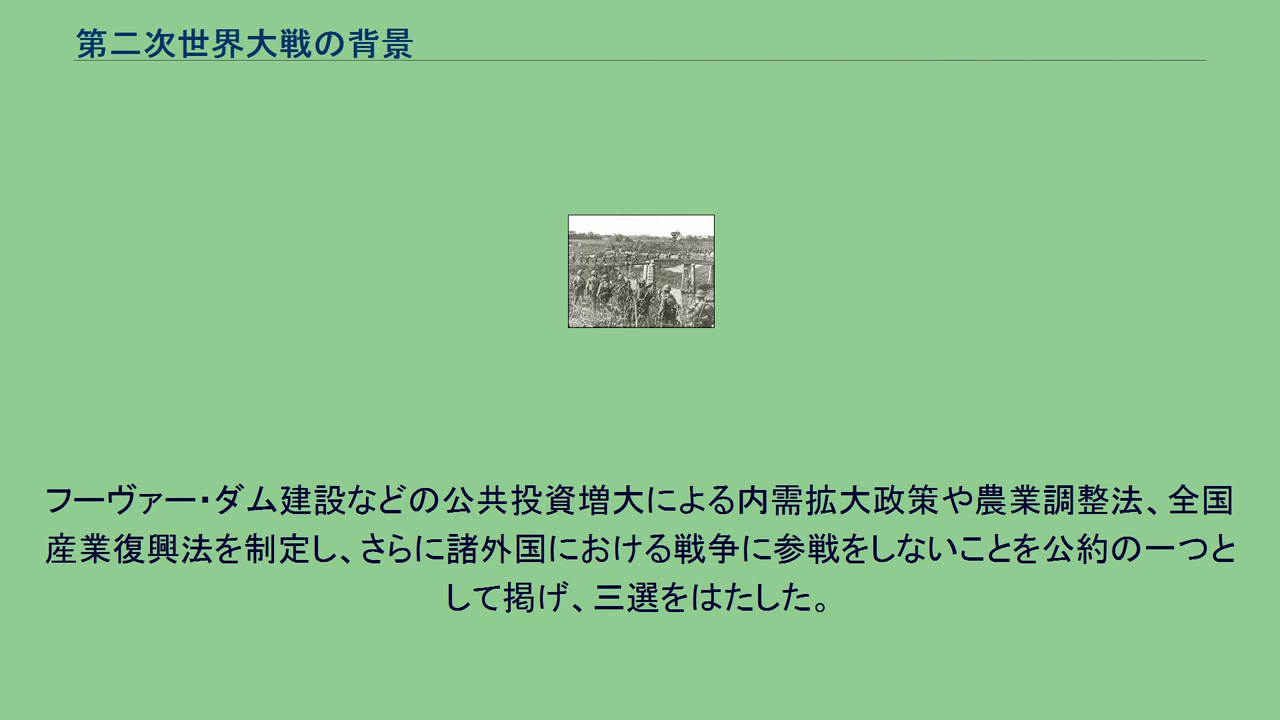 第二次世界大戦の背景
フーヴァー・ダム建設などの公共投資増大による内需拡大政策や農業調整法、全国
産業復興法を制定し、さらに諸外国における戦争に参戦をしないことを公約の一つと
して掲げ、三選をはたした。